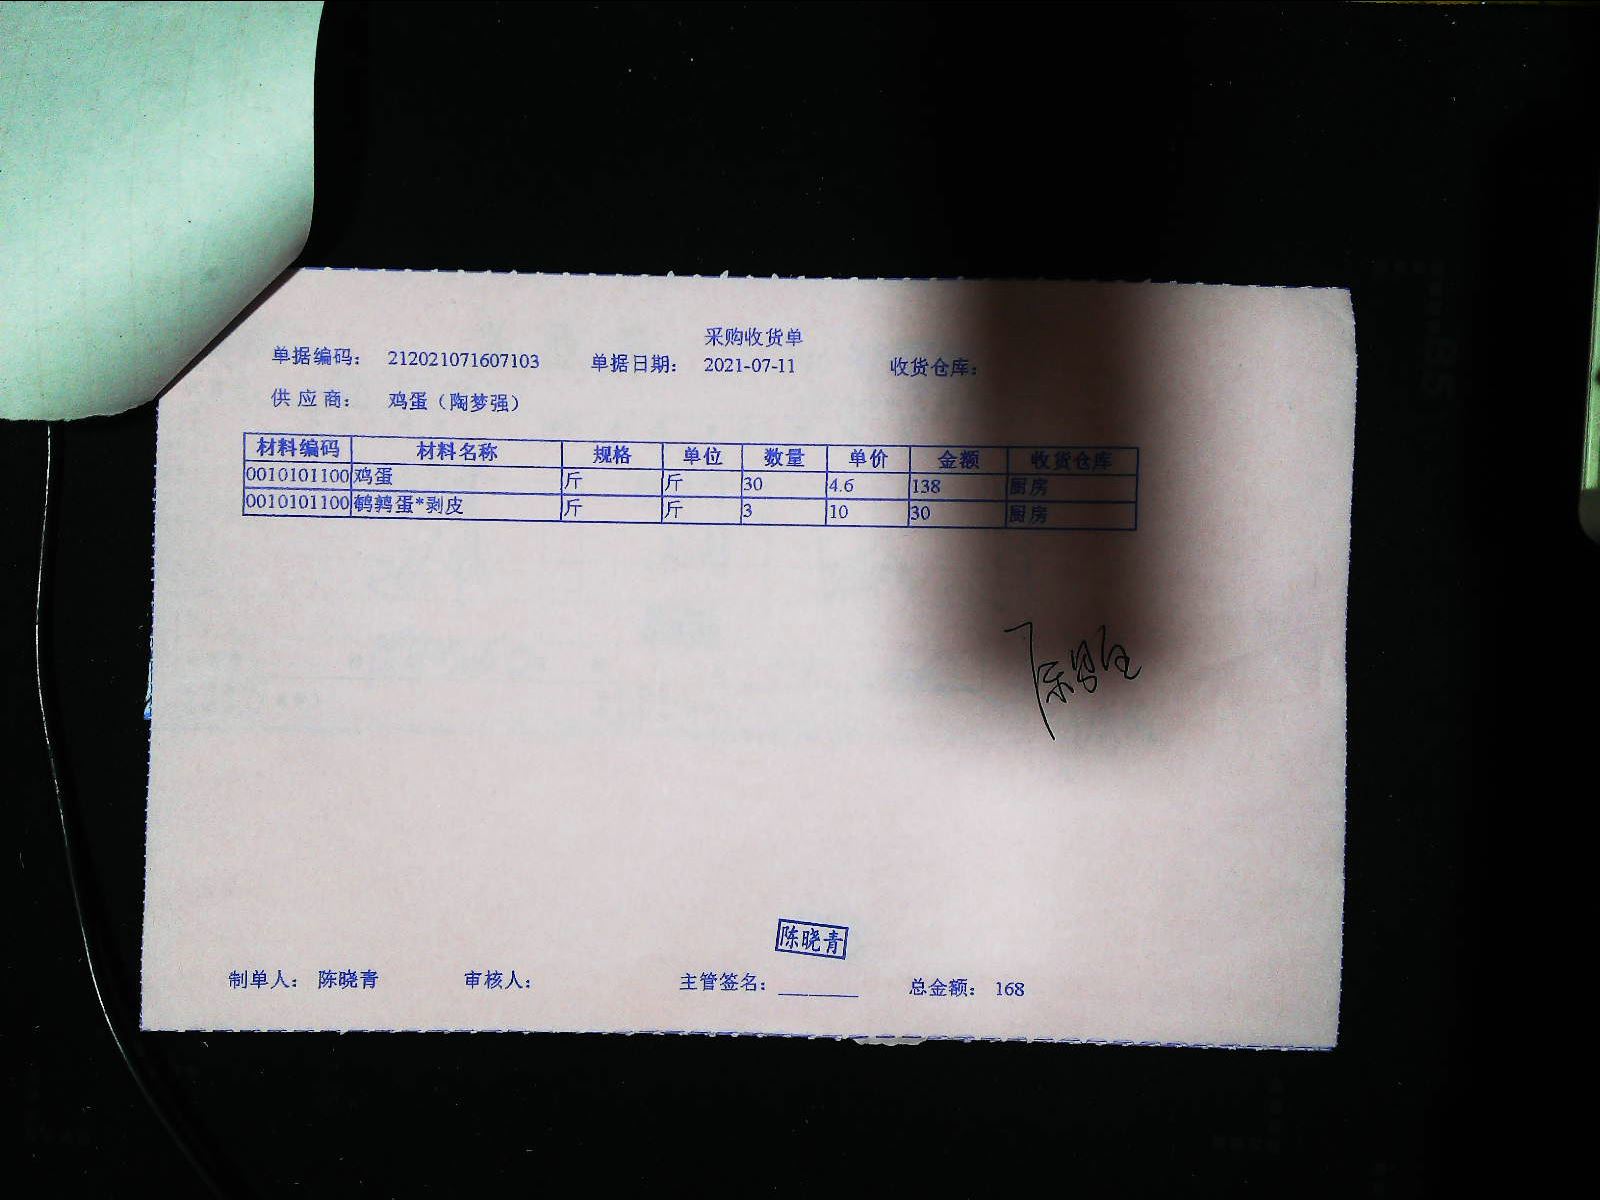 采购收货单
单据编码： 212021071607103 单据日期： 2021-07-11 收货仓库：
供应商： 鸡蛋（陶梦强）
材料编码 材料名称 规格 单位 数量 单价 金额 收货仓库
0010101100 鸡蛋 斤 斤 30 4.6 138 厨房
0010101100 鹌鹑蛋*剥皮 斤 斤 3 10 30 厨房
陈晓青
制单人： 陈晓青 审核人： 主管签名： 总金额： 168